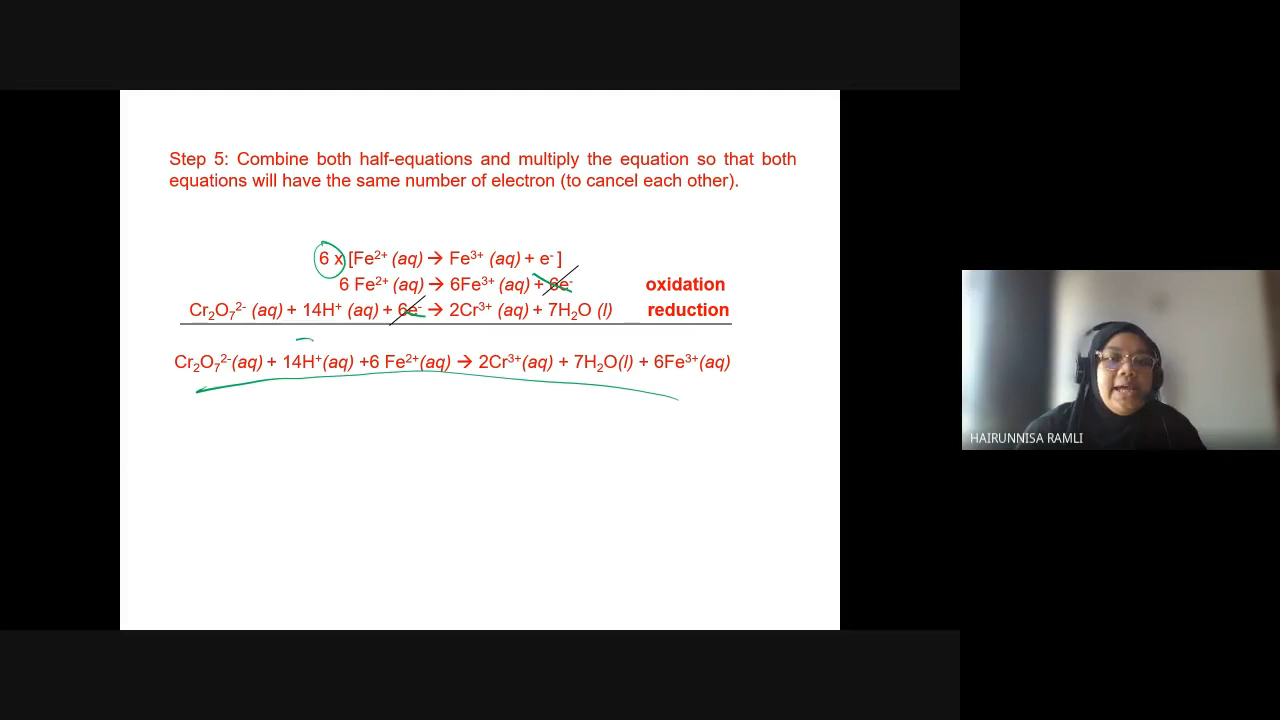 Step 5: Combine both half-equations and multiply the equation so that both
equations will have the same number of electron (to cancel each other).
6 x [Fe²⁺ (aq) → Fe³⁺ (aq) + e⁻ ]
6 Fe²⁺ (aq) → 6Fe³⁺ (aq) + 6e⁻ oxidation
Cr₂O₇²⁻ (aq) + 14H⁺ (aq) + 6e⁻ → 2Cr³⁺ (aq) + 7H₂O (l) reduction
Cr₂O₇²⁻(aq) + 14H⁺(aq) +6 Fe²⁺(aq) → 2Cr³⁺(aq) + 7H₂O(l) + 6Fe³⁺(aq)
HAIRUNNISA RAMLI